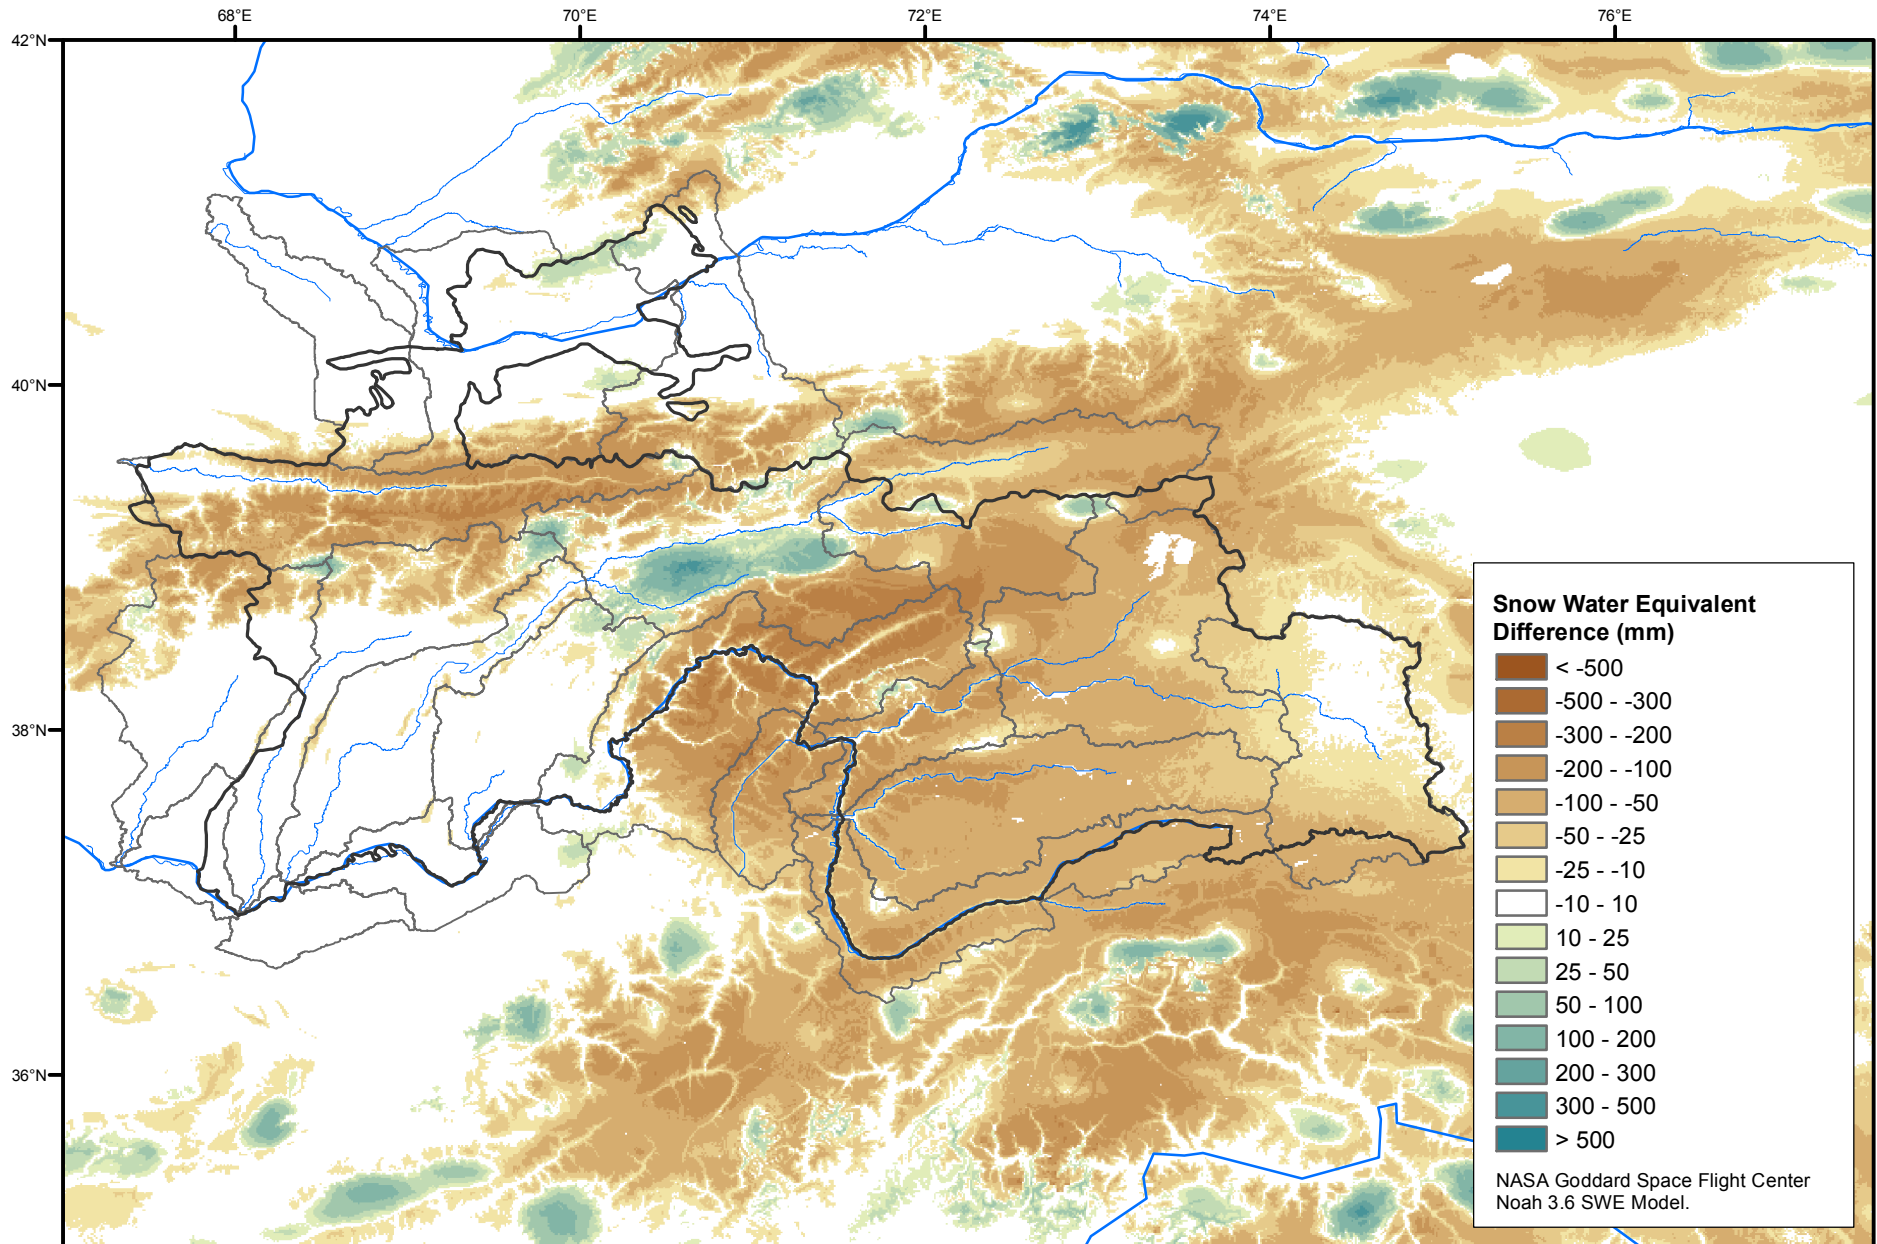 68°E 70°E 72°E 74°E 76°E
42°N
40°N
38°N
36°N
Snow Water Equivalent
Difference (mm)
< -500
-500 - -300
-300 - -200
-200 - -100
-100 - -50
-50 - -25
-25 - -10
-10 - 10
10 - 25
25 - 50
50 - 100
100 - 200
200 - 300
300 - 500
> 500
NASA Goddard Space Flight Center
Noah 3.6 SWE Model.